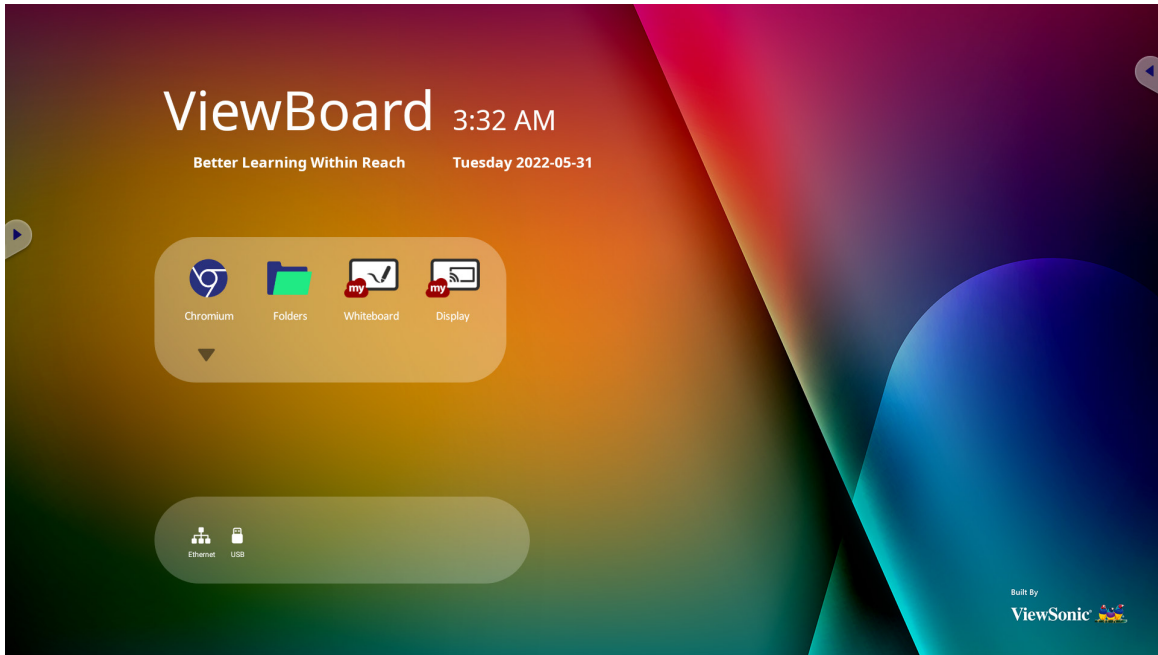 ViewBoard 3:32 AM
Better Learning Within Reach Tuesday 2022-05-31
Chromium Folders my Whiteboard my Display
Ethernet USB
Built By
ViewSonic